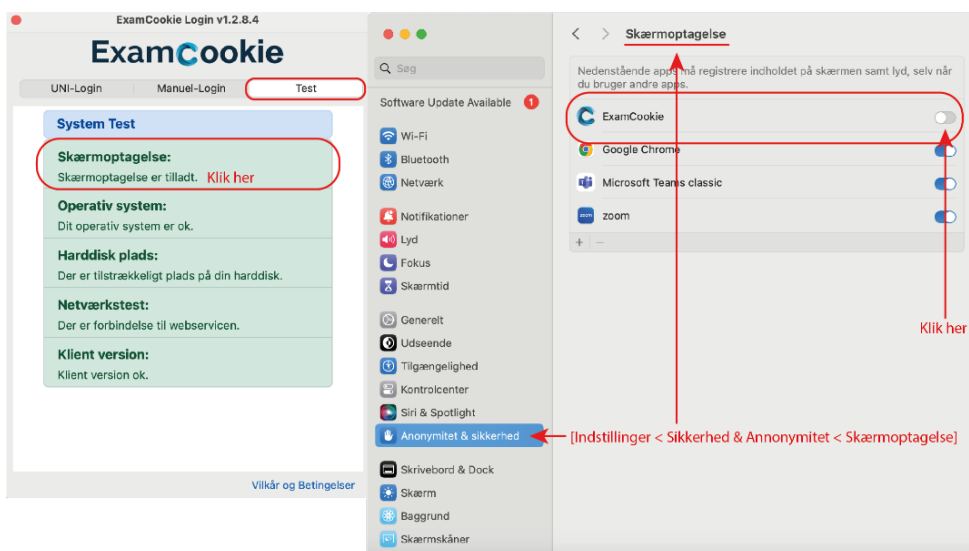 ExamCookie Login v1.2.8.4
ExamCookie
UNI-Login
Manuel-Login
Test
System Test
Skærmoptagelse:
Skærmoptagelse er tilladt. Klik her
Operativ system:
Dit operativ system er ok.
Harddisk plads:
Der er tilstrækkeligt plads på din harddisk.
Netværkstest:
Der er forbindelse til webservicen.
Klient version:
Klient version ok.
Vilkår og Betingelser
Søg
Software Update Available 1
Wi-Fi
Bluetooth
Netværk
Notifikationer
Lyd
Fokus
Skærmtid
Generelt
Udseende
Tilgængelighed
Kontrolcenter
Siri & Spotlight
Anonymitet & sikkerhed
Skrivebord & Dock
Skærm
Baggrund
Skærmskåner
Skærmoptagelse
Nedenstående apps må registrere indholdet på skærmen samt lyd, selv når
du bruger andre apps.
ExamCookie
Google Chrome
Microsoft Teams classic
zoom zoom
+ −
Klik her
[Indstillinger < Sikkerhed & Annonymitet < Skærmoptagelse]